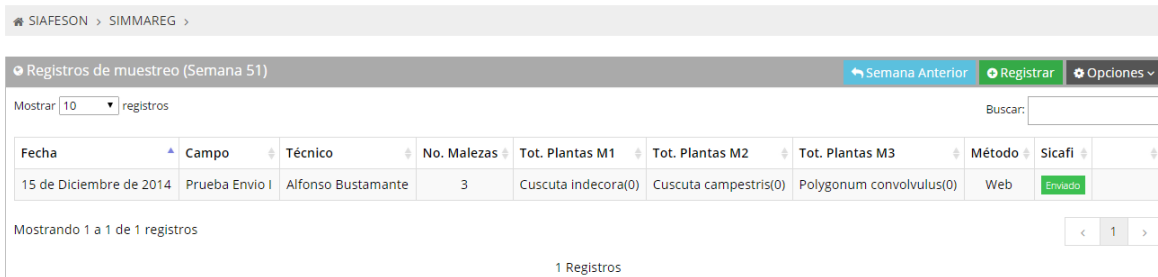 SIAFESON > SIMMAREG >
Registros de muestreo (Semana 51) Semana Anterior Registrar Opciones
Mostrar 10 registros Buscar:
Fecha Campo Técnico No. Malezas Tot. Plantas M1 Tot. Plantas M2 Tot. Plantas M3 Método Sicafi
15 de Diciembre de 2014 Prueba Envio I Alfonso Bustamante 3 Cuscuta indecora(0) Cuscuta campestris(0) Polygonum convolvulus(0) Web Enviado
Mostrando 1 a 1 de 1 registros < 1 >
1 Registros